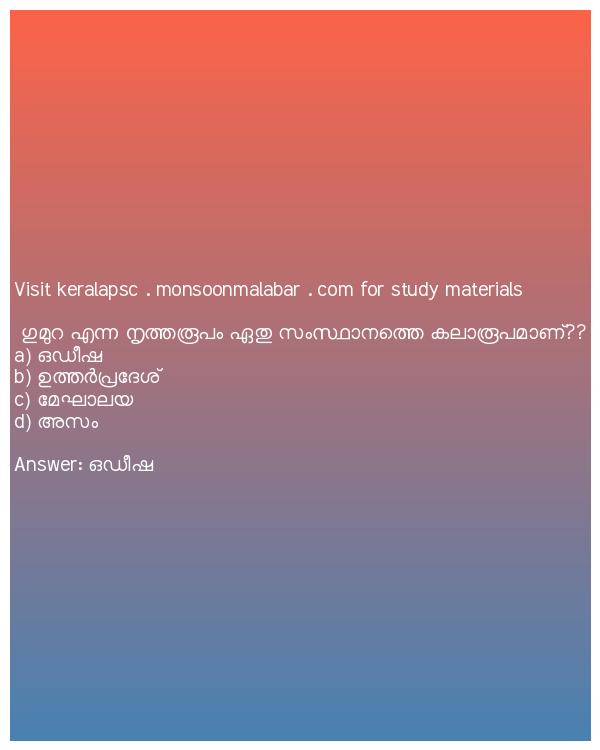 Visit keralapsc . monsoonmalabar . com for study materials
ഗുമുറ എന്ന നൃത്തരൂപം ഏതു സംസ്ഥാനത്തെ കലാരൂപമാണ്??
a) ഒഡീഷ
b) ഉത്തർപ്രദേശ്
c) മേഘാലയ
d) അസം
Answer: ഒഡീഷ